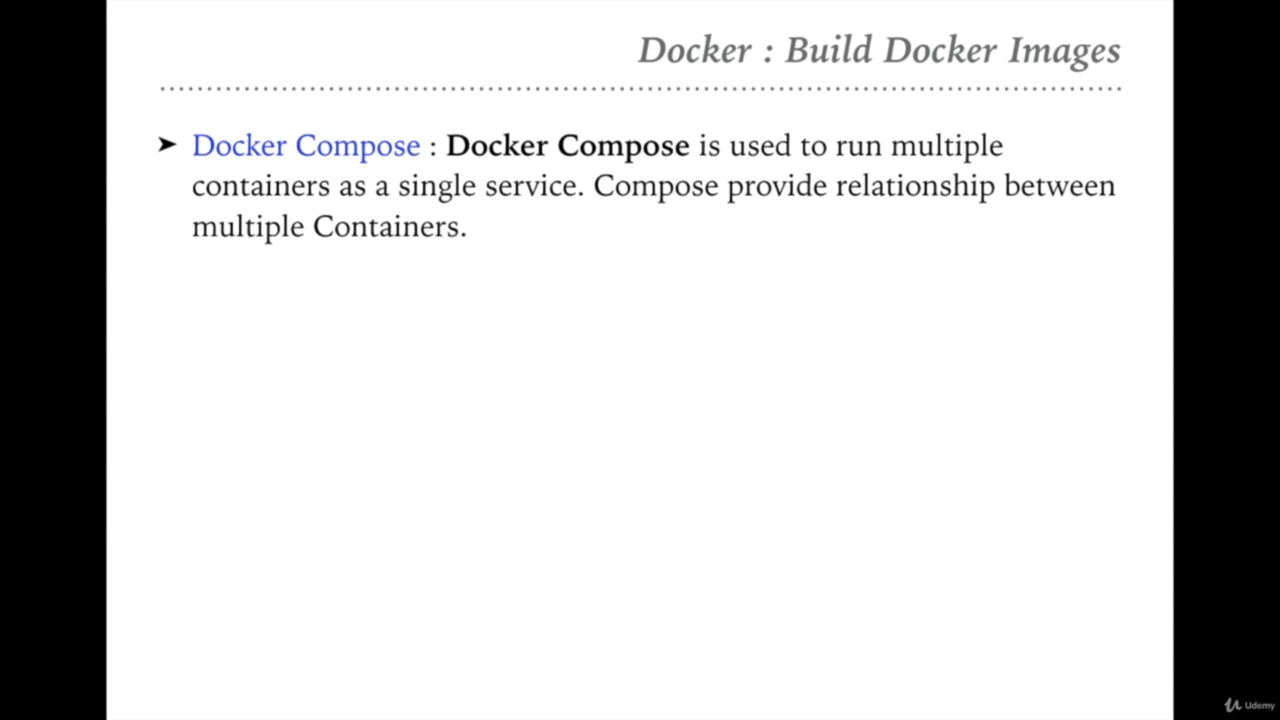 Docker : Build Docker Images
➤ Docker Compose : Docker Compose is used to run multiple
containers as a single service. Compose provide relationship between
multiple Containers.
Udemy